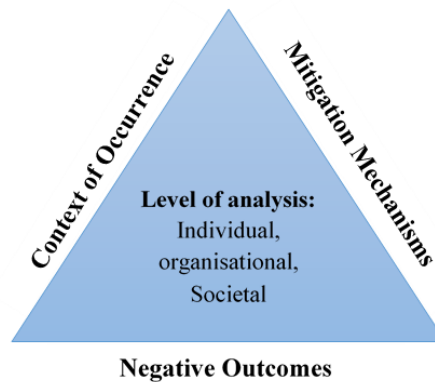 Context of Occurrence
Mitigation Mechanisms
Level of analysis:
Individual,
organisational,
Societal
Negative Outcomes